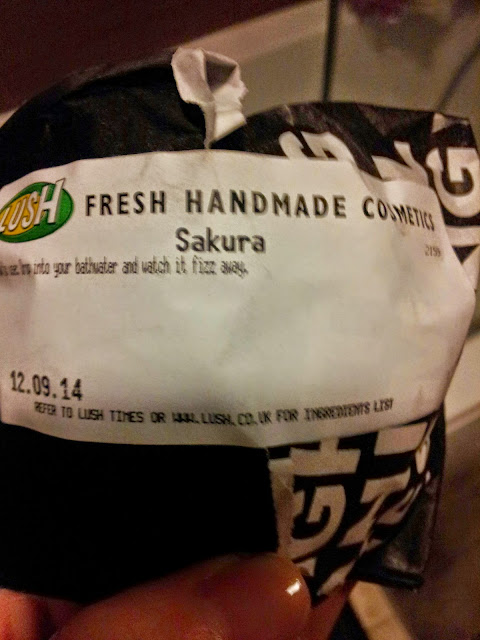 LUSH FRESH HANDMADE COSMETICS
Sakura
into your bathwater and watch it fizz away.
12.09.14
REFER TO LUSH TIMES OR WWW.LUSH.CO.UK FOR INGREDIENTS LIST